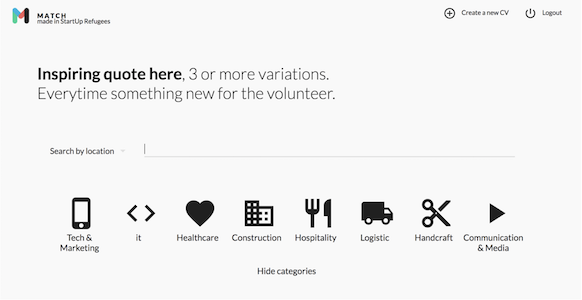 MATCH
made in StartUp Refugees
Create a new CV
Logout
Inspiring quote here, 3 or more variations.
Everytime something new for the volunteer.
Search by location
Tech &
Marketing
it
Healthcare
Construction
Hospitality
Logistic
Handcraft
Communication
& Media
Hide categories